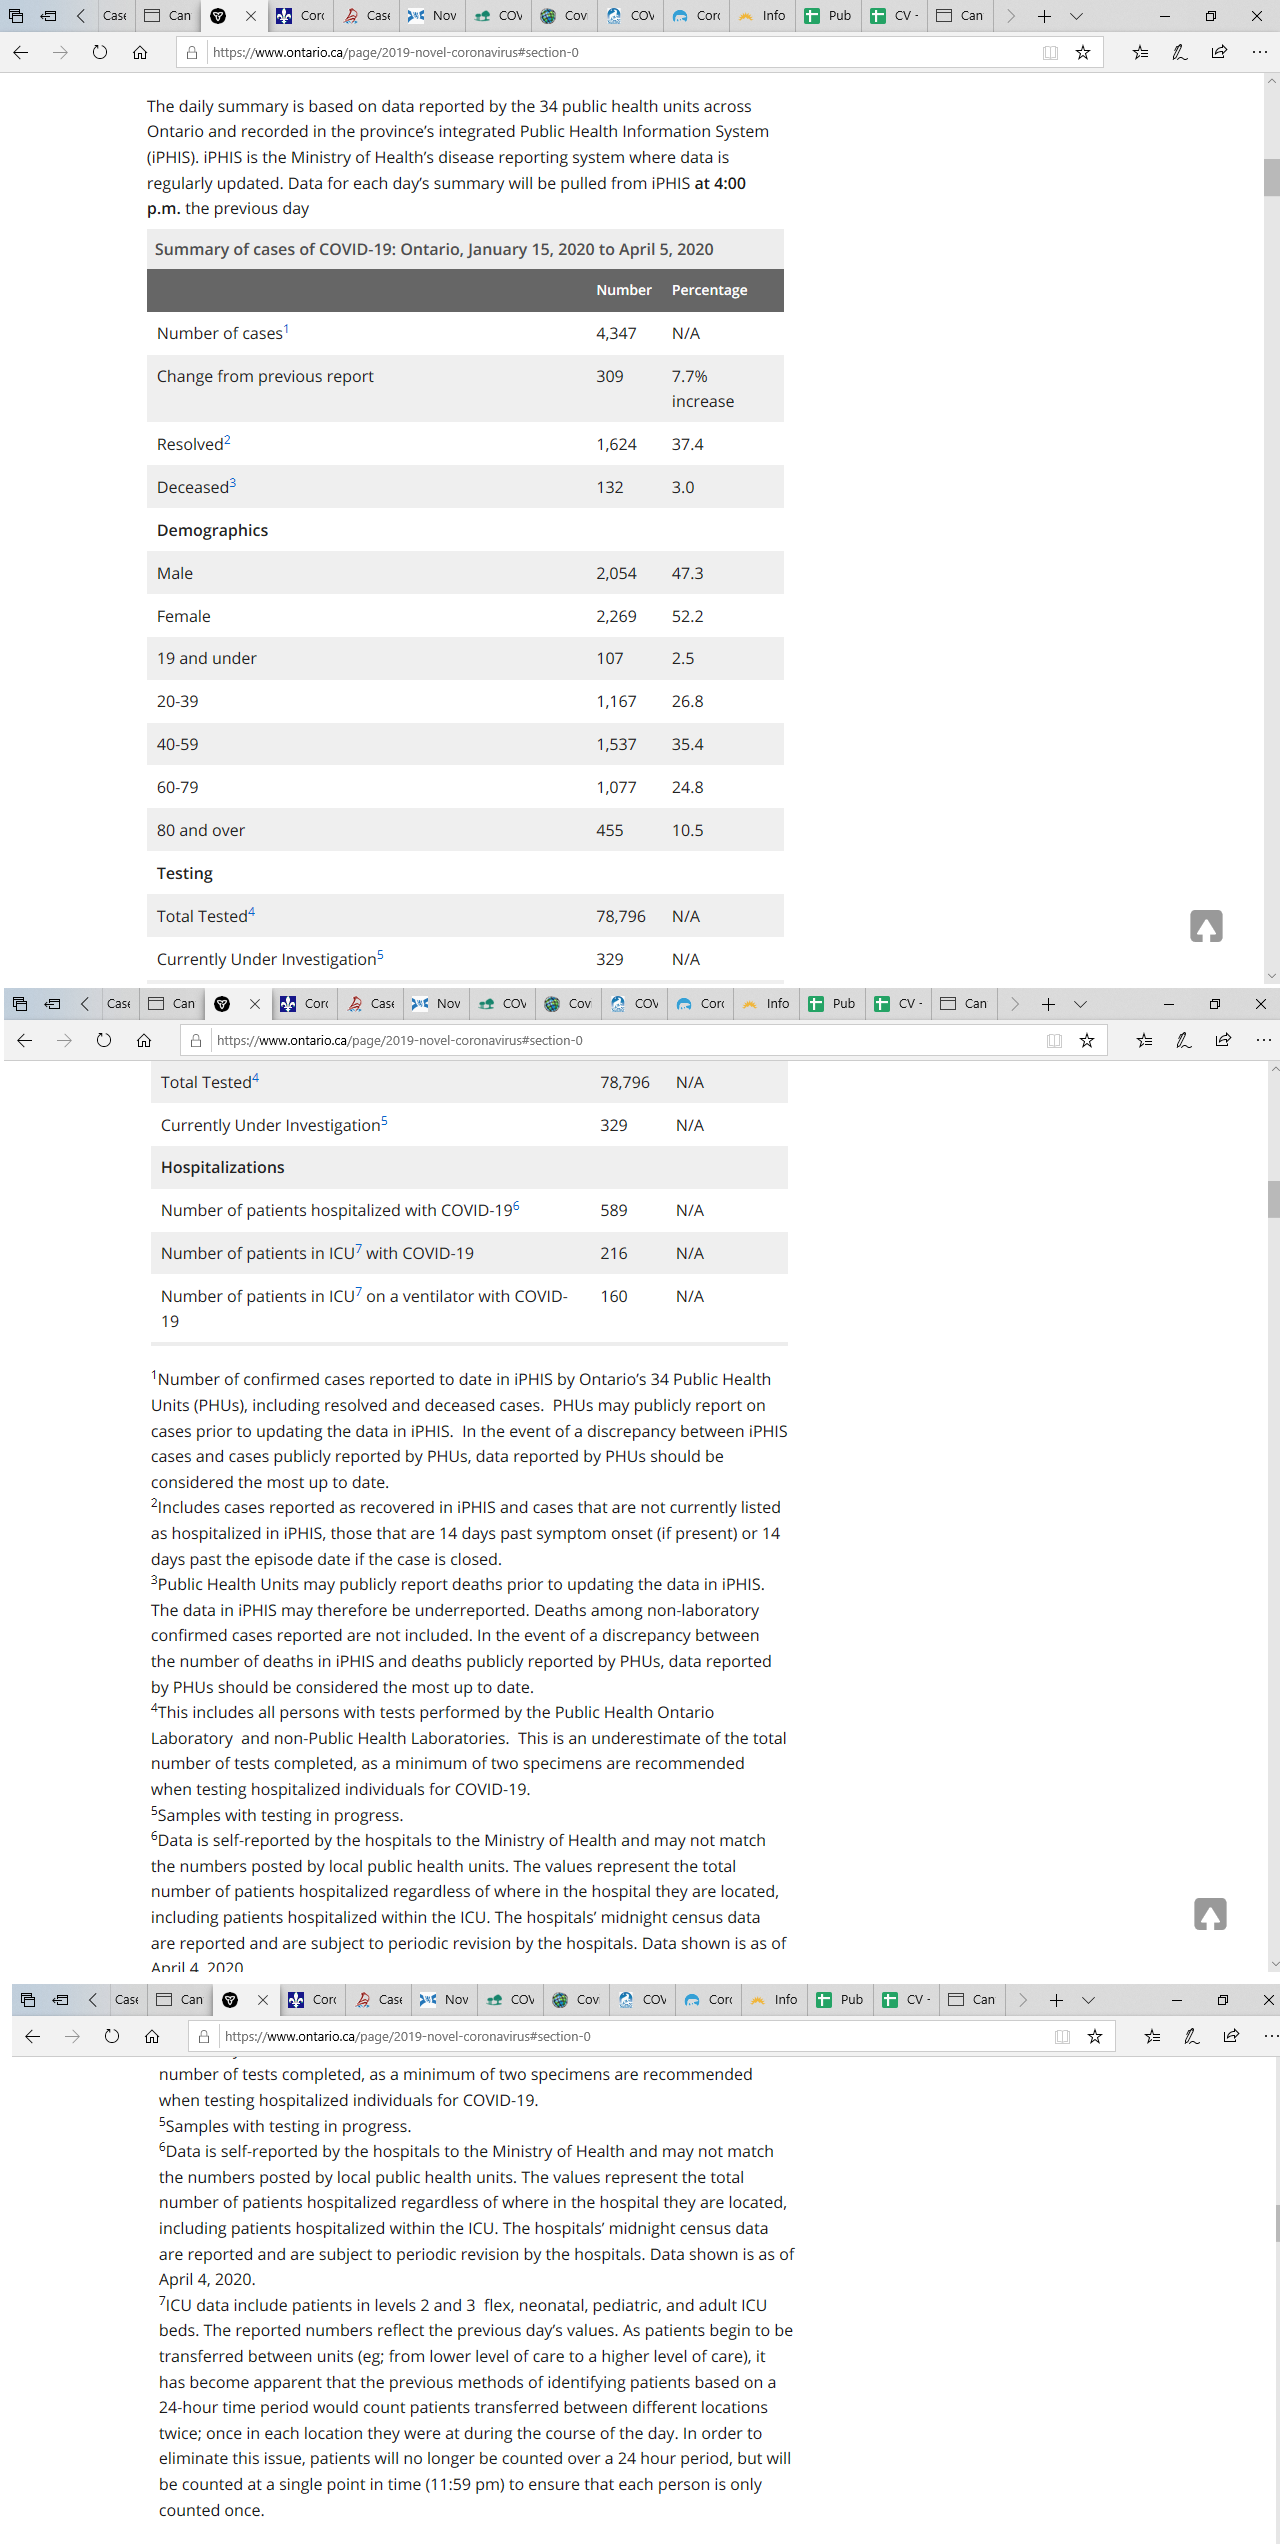 Case Can Corc Case Nov COV Cov COV Corc Info Pub CV - Can
https://www.ontario.ca/page/2019-novel-coronavirus#section-0
The daily summary is based on data reported by the 34 public health units across
Ontario and recorded in the province's integrated Public Health Information System
(iPHIS). iPHIS is the Ministry of Health's disease reporting system where data is
regularly updated. Data for each day's summary will be pulled from iPHIS at 4:00
p.m. the previous day
Summary of cases of COVID-19: Ontario, January 15, 2020 to April 5, 2020
Number Percentage
Number of cases1 4,347 N/A
Change from previous report 309 7.7%
increase
Resolved2 1,624 37.4
Deceased3 132 3.0
Demographics
Male 2,054 47.3
Female 2,269 52.2
19 and under 107 2.5
20-39 1,167 26.8
40-59 1,537 35.4
60-79 1,077 24.8
80 and over 455 10.5
Testing
Total Tested4 78,796 N/A
Currently Under Investigation5 329 N/A
Case Can Corc Case Nov COV Cov COV Corc Info Pub CV - Can
https://www.ontario.ca/page/2019-novel-coronavirus#section-0
Total Tested4 78,796 N/A
Currently Under Investigation5 329 N/A
Hospitalizations
Number of patients hospitalized with COVID-196 589 N/A
Number of patients in ICU7 with COVID-19 216 N/A
Number of patients in ICU7 on a ventilator with COVID- 160 N/A
19
1Number of confirmed cases reported to date in iPHIS by Ontario's 34 Public Health
Units (PHUs), including resolved and deceased cases.  PHUs may publicly report on
cases prior to updating the data in iPHIS.  In the event of a discrepancy between iPHIS
cases and cases publicly reported by PHUs, data reported by PHUs should be
considered the most up to date.
2Includes cases reported as recovered in iPHIS and cases that are not currently listed
as hospitalized in iPHIS, those that are 14 days past symptom onset (if present) or 14
days past the episode date if the case is closed.
3Public Health Units may publicly report deaths prior to updating the data in iPHIS.
The data in iPHIS may therefore be underreported. Deaths among non-laboratory
confirmed cases reported are not included. In the event of a discrepancy between
the number of deaths in iPHIS and deaths publicly reported by PHUs, data reported
by PHUs should be considered the most up to date.
4This includes all persons with tests performed by the Public Health Ontario
Laboratory  and non-Public Health Laboratories.  This is an underestimate of the total
number of tests completed, as a minimum of two specimens are recommended
when testing hospitalized individuals for COVID-19.
5Samples with testing in progress.
6Data is self-reported by the hospitals to the Ministry of Health and may not match
the numbers posted by local public health units. The values represent the total
number of patients hospitalized regardless of where in the hospital they are located,
including patients hospitalized within the ICU. The hospitals' midnight census data
are reported and are subject to periodic revision by the hospitals. Data shown is as of
April 4, 2020
Case Can Corc Case Nov COV Cov COV Corc Info Pub CV - Can
https://www.ontario.ca/page/2019-novel-coronavirus#section-0
number of tests completed, as a minimum of two specimens are recommended
when testing hospitalized individuals for COVID-19.
5Samples with testing in progress.
6Data is self-reported by the hospitals to the Ministry of Health and may not match
the numbers posted by local public health units. The values represent the total
number of patients hospitalized regardless of where in the hospital they are located,
including patients hospitalized within the ICU. The hospitals' midnight census data
are reported and are subject to periodic revision by the hospitals. Data shown is as of
April 4, 2020.
7ICU data include patients in levels 2 and 3  flex, neonatal, pediatric, and adult ICU
beds. The reported numbers reflect the previous day's values. As patients begin to be
transferred between units (eg; from lower level of care to a higher level of care), it
has become apparent that the previous methods of identifying patients based on a
24-hour time period would count patients transferred between different locations
twice; once in each location they were at during the course of the day. In order to
eliminate this issue, patients will no longer be counted over a 24 hour period, but will
be counted at a single point in time (11:59 pm) to ensure that each person is only
counted once.